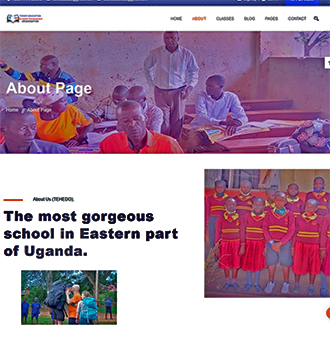 HOME ABOUT CLASSES BLOG PAGES CONTACT
About Page
Home
About Page
About Us (TEHEDO),
The most gorgeous
school in Eastern part
of Uganda.